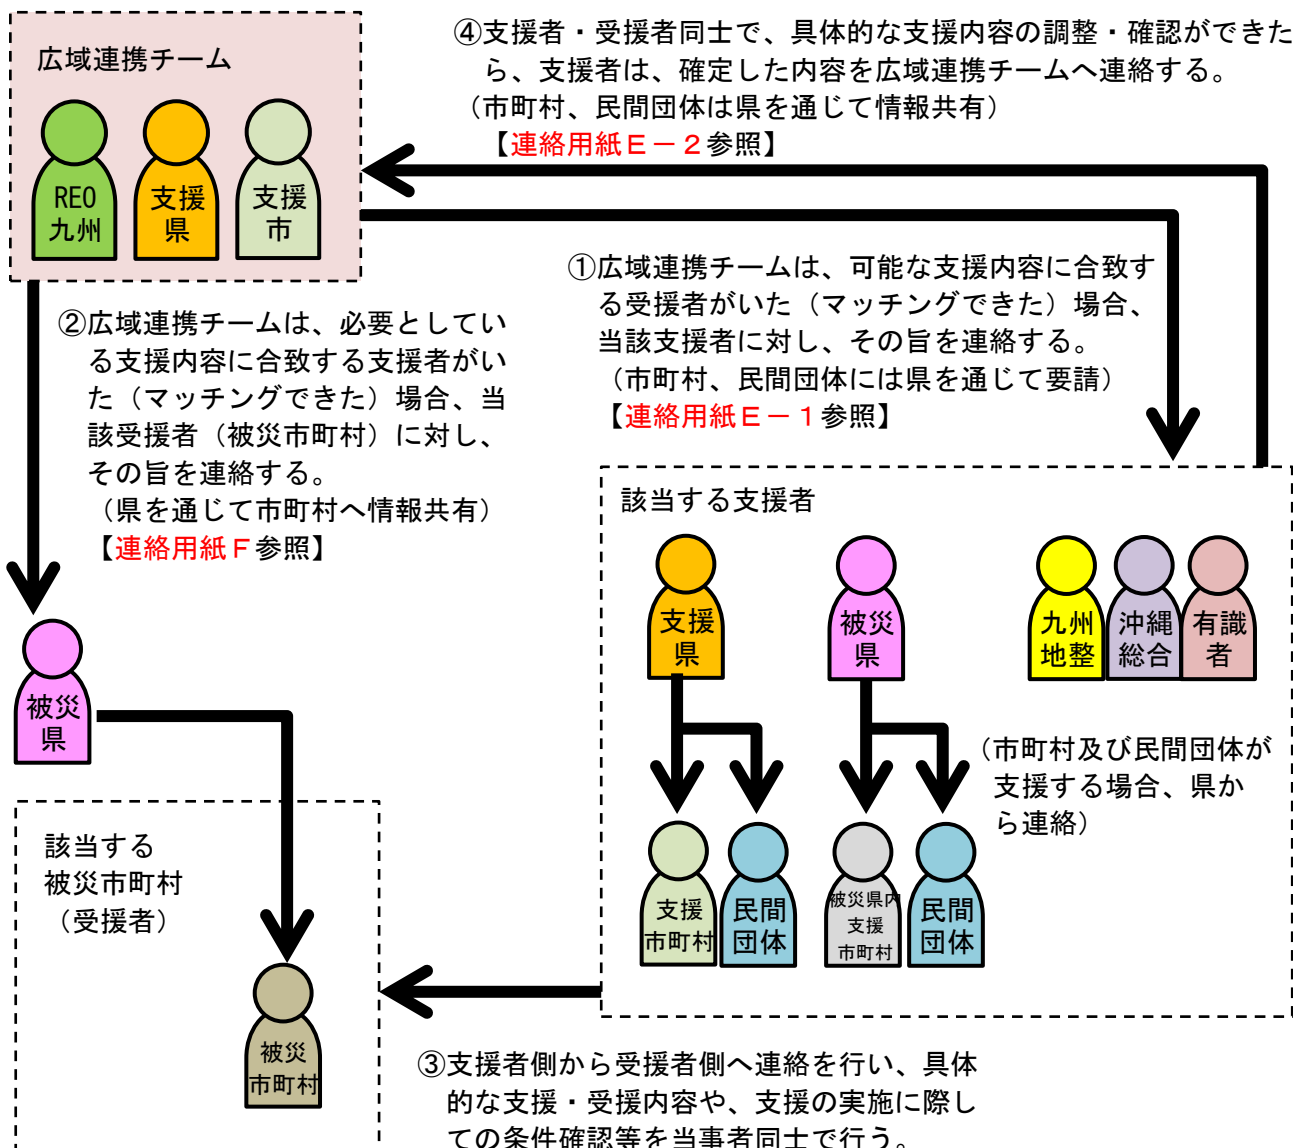 広域連携チーム
REO
九州
支援
県
支援
市
④支援者・受援者同士で、具体的な支援内容の調整・確認ができた
ら、支援者は、確定した内容を広域連携チームへ連絡する。
（市町村、民間団体は県を通じて情報共有）
【連絡用紙Ｅ－２参照】
①広域連携チームは、可能な支援内容に合致す
る受援者がいた（マッチングできた）場合、
当該支援者に対し、その旨を連絡する。
（市町村、民間団体には県を通じて要請）
【連絡用紙Ｅ－１参照】
②広域連携チームは、必要としてい
る支援内容に合致する支援者がい
た（マッチングできた）場合、当
該受援者（被災市町村）に対し、
その旨を連絡する。
（県を通じて市町村へ情報共有）
【連絡用紙Ｆ参照】
該当する支援者
支援
県
被災
県
九州
地整
沖縄
総合
有識
者
（市町村及び民間団体が
支援する場合、県か
ら連絡）
支援
市町村
民間
団体
被災県内
支援
市町村
民間
団体
被災
県
該当する
被災市町村
（受援者）
被災
市町村
③支援者側から受援者側へ連絡を行い、具体
的な支援・受援内容や、支援の実施に際し
ての条件確認等を当事者同士で行う。